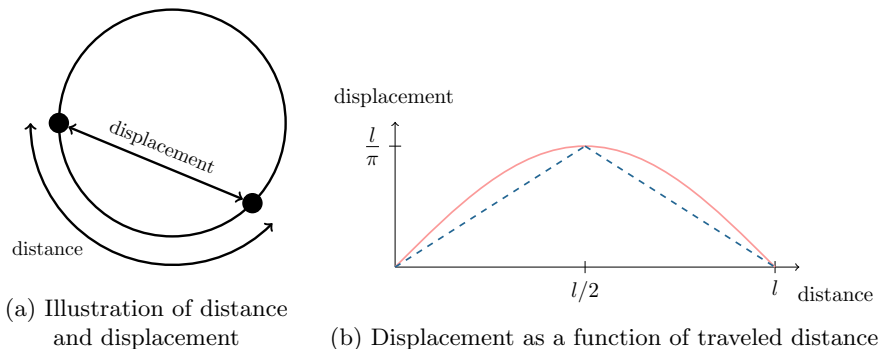 displacement
distance
(a) Illustration of distance
and displacement
displacement
l
π
l/2
l
distance
(b) Displacement as a function of traveled distance